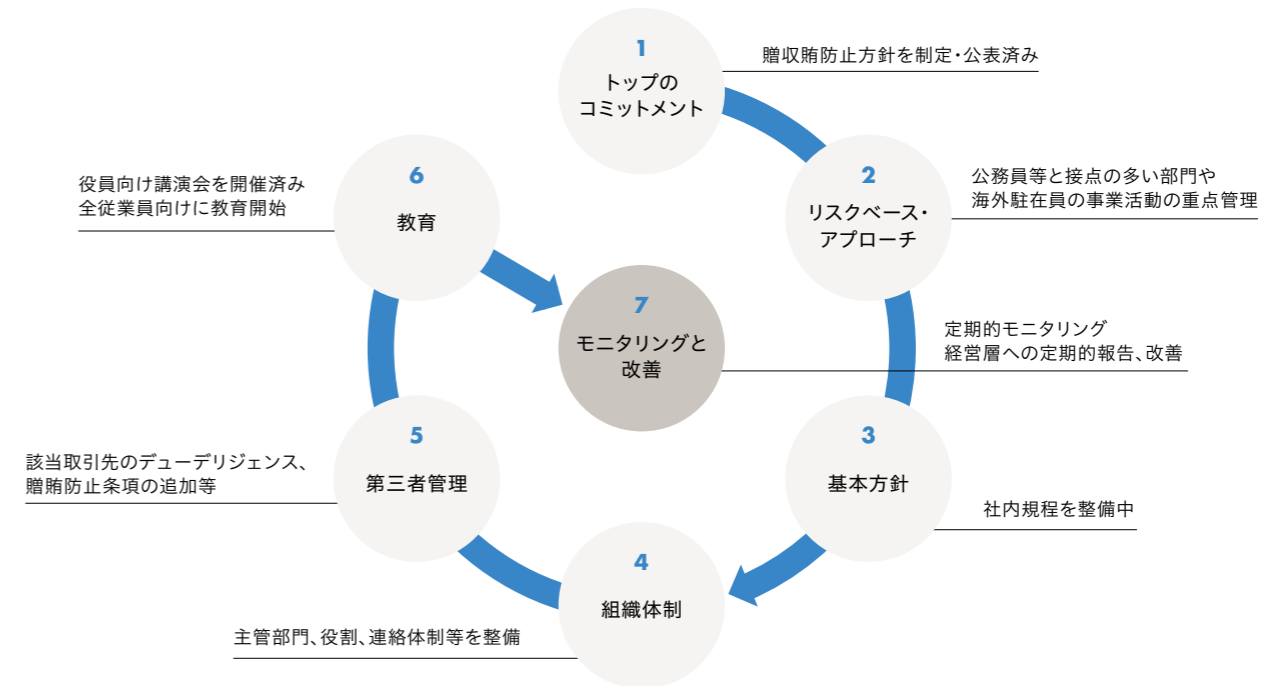 1
トップの
コミットメント
贈収賄防止方針を制定・公表済み
2
リスクベース・
アプローチ
公務員等と接点の多い部門や
海外駐在員の事業活動の重点管理
3
基本方針
社内規程を整備中
4
組織体制
主管部門、役割、連絡体制等を整備
5
第三者管理
該当取引先のデューデリジェンス、
贈賄防止条項の追加等
6
教育
役員向け講演会を開催済み
全従業員向けに教育開始
7
モニタリングと
改善
定期的モニタリング
経営層への定期的報告、改善